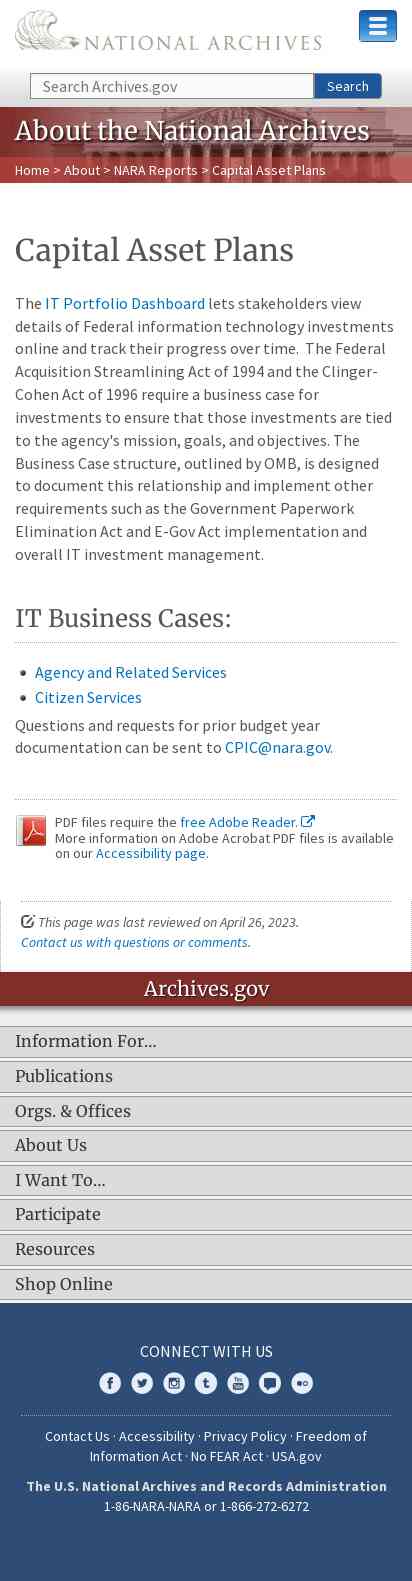 NATIONAL ARCHIVES
Search Archives.gov
Search
About the National Archives
Home > About > NARA Reports > Capital Asset Plans
Capital Asset Plans
The IT Portfolio Dashboard lets stakeholders view
details of Federal information technology investments
online and track their progress over time.  The Federal
Acquisition Streamlining Act of 1994 and the Clinger-
Cohen Act of 1996 require a business case for
investments to ensure that those investments are tied
to the agency's mission, goals, and objectives. The
Business Case structure, outlined by OMB, is designed
to document this relationship and implement other
requirements such as the Government Paperwork
Elimination Act and E-Gov Act implementation and
overall IT investment management.
IT Business Cases:
Agency and Related Services
Citizen Services
Questions and requests for prior budget year
documentation can be sent to CPIC@nara.gov.
PDF files require the free Adobe Reader.
More information on Adobe Acrobat PDF files is available
on our Accessibility page.
This page was last reviewed on April 26, 2023.
Contact us with questions or comments.
Archives.gov
Information For…
Publications
Orgs. & Offices
About Us
I Want To…
Participate
Resources
Shop Online
CONNECT WITH US
Contact Us · Accessibility · Privacy Policy · Freedom of
Information Act · No FEAR Act · USA.gov
The U.S. National Archives and Records Administration
1-86-NARA-NARA or 1-866-272-6272